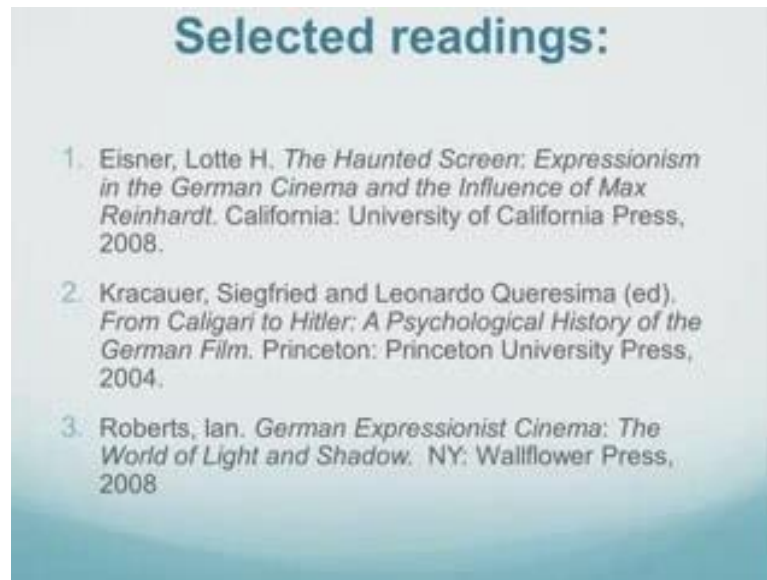 Selected readings:
1. Eisner, Lotte H. The Haunted Screen: Expressionism
in the German Cinema and the Influence of Max
Reinhardt. California: University of California Press,
2008.
2. Kracauer, Siegfried and Leonardo Queresima (ed).
From Caligari to Hitler: A Psychological History of the
German Film. Princeton: Princeton University Press,
2004.
3. Roberts, Ian. German Expressionist Cinema: The
World of Light and Shadow. NY: Wallflower Press,
2008